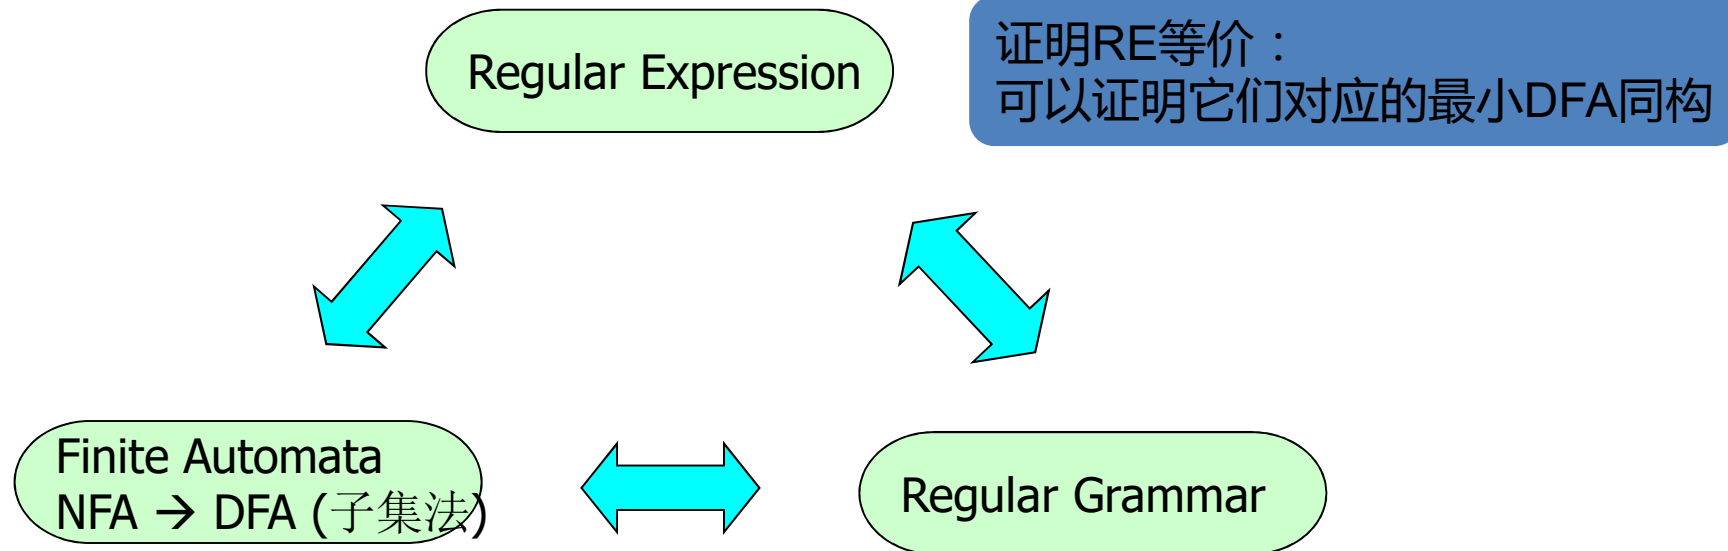 Regular Expression
证明RE等价：
可以证明它们对应的最小DFA同构
Finite Automata
NFA → DFA (子集法)
Regular Grammar